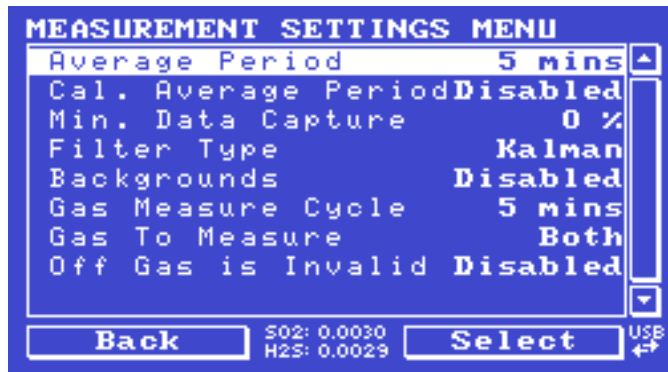 MEASUREMENT SETTINGS MENU
Average Period 5 mins
Cal. Average Period Disabled
Min. Data Capture 0 %
Filter Type Kalman
Backgrounds Disabled
Gas Measure Cycle 5 mins
Gas To Measure Both
Off Gas is Invalid Disabled
Back SO2: 0.0030 Select USB
H2S: 0.0029